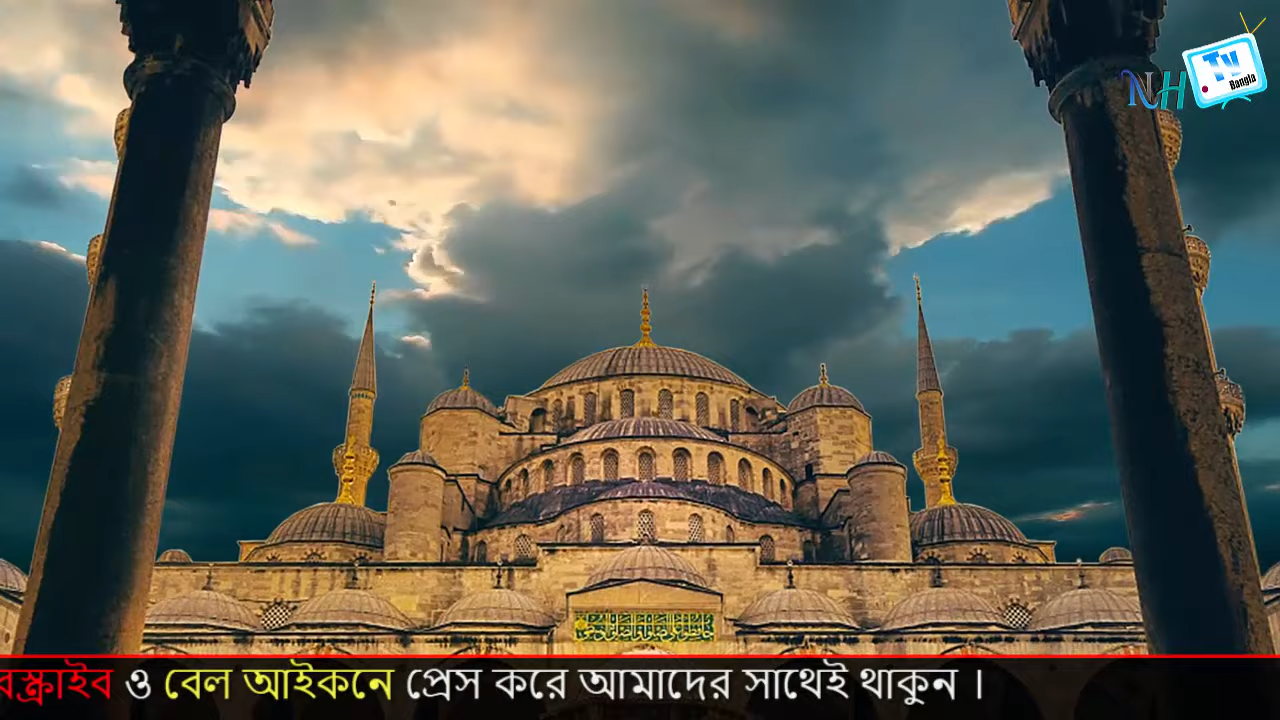 NH
TV
Bangla
বস্ক্রাইব ও বেল আইকনে প্রেস করে আমাদের সাথেই থাকুন ।